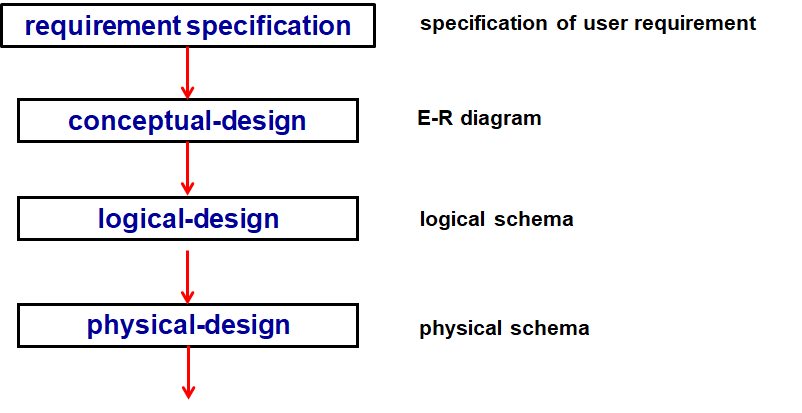 requirement specification
specification of user requirement
conceptual-design
E-R diagram
logical-design
logical schema
physical-design
physical schema